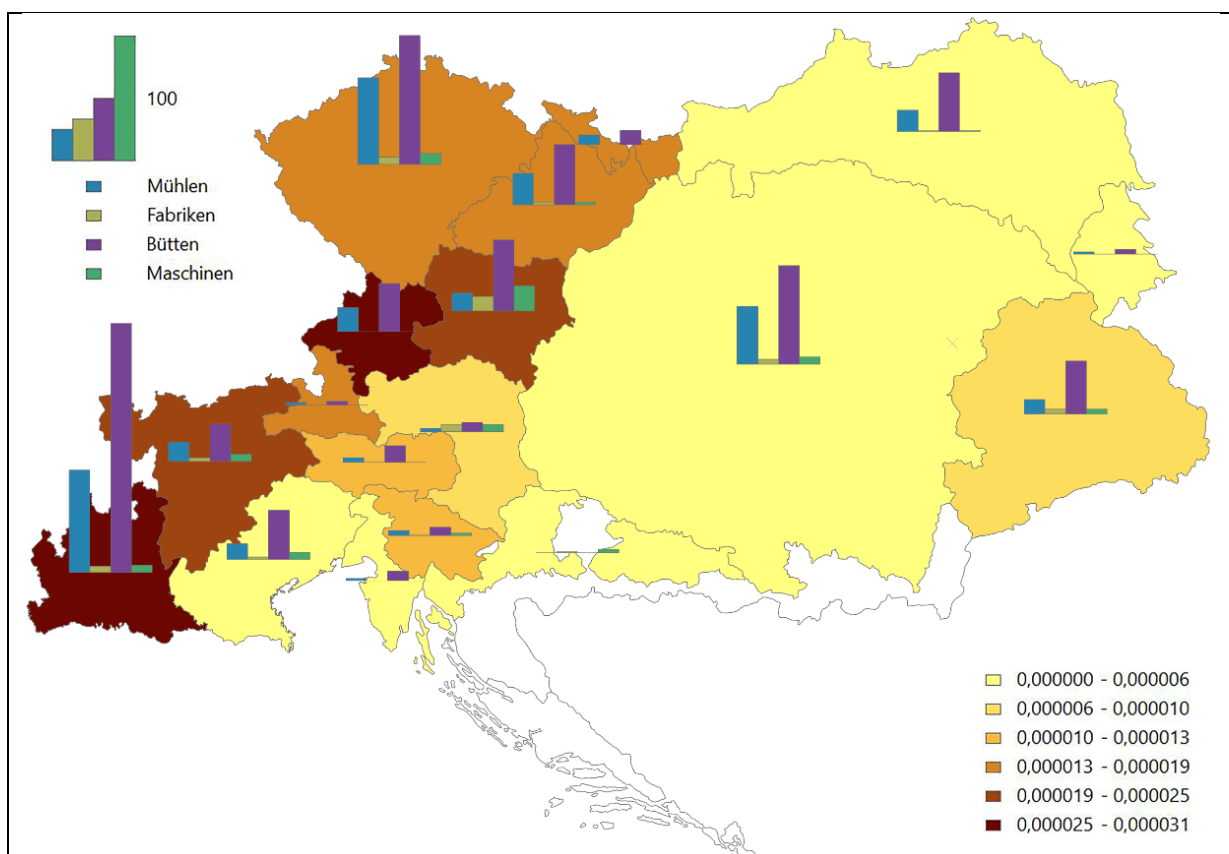 100
Mühlen
Fabriken
Bütten
Maschinen
0,000000 - 0,000006
0,000006 - 0,000010
0,000010 - 0,000013
0,000013 - 0,000019
0,000019 - 0,000025
0,000025 - 0,000031